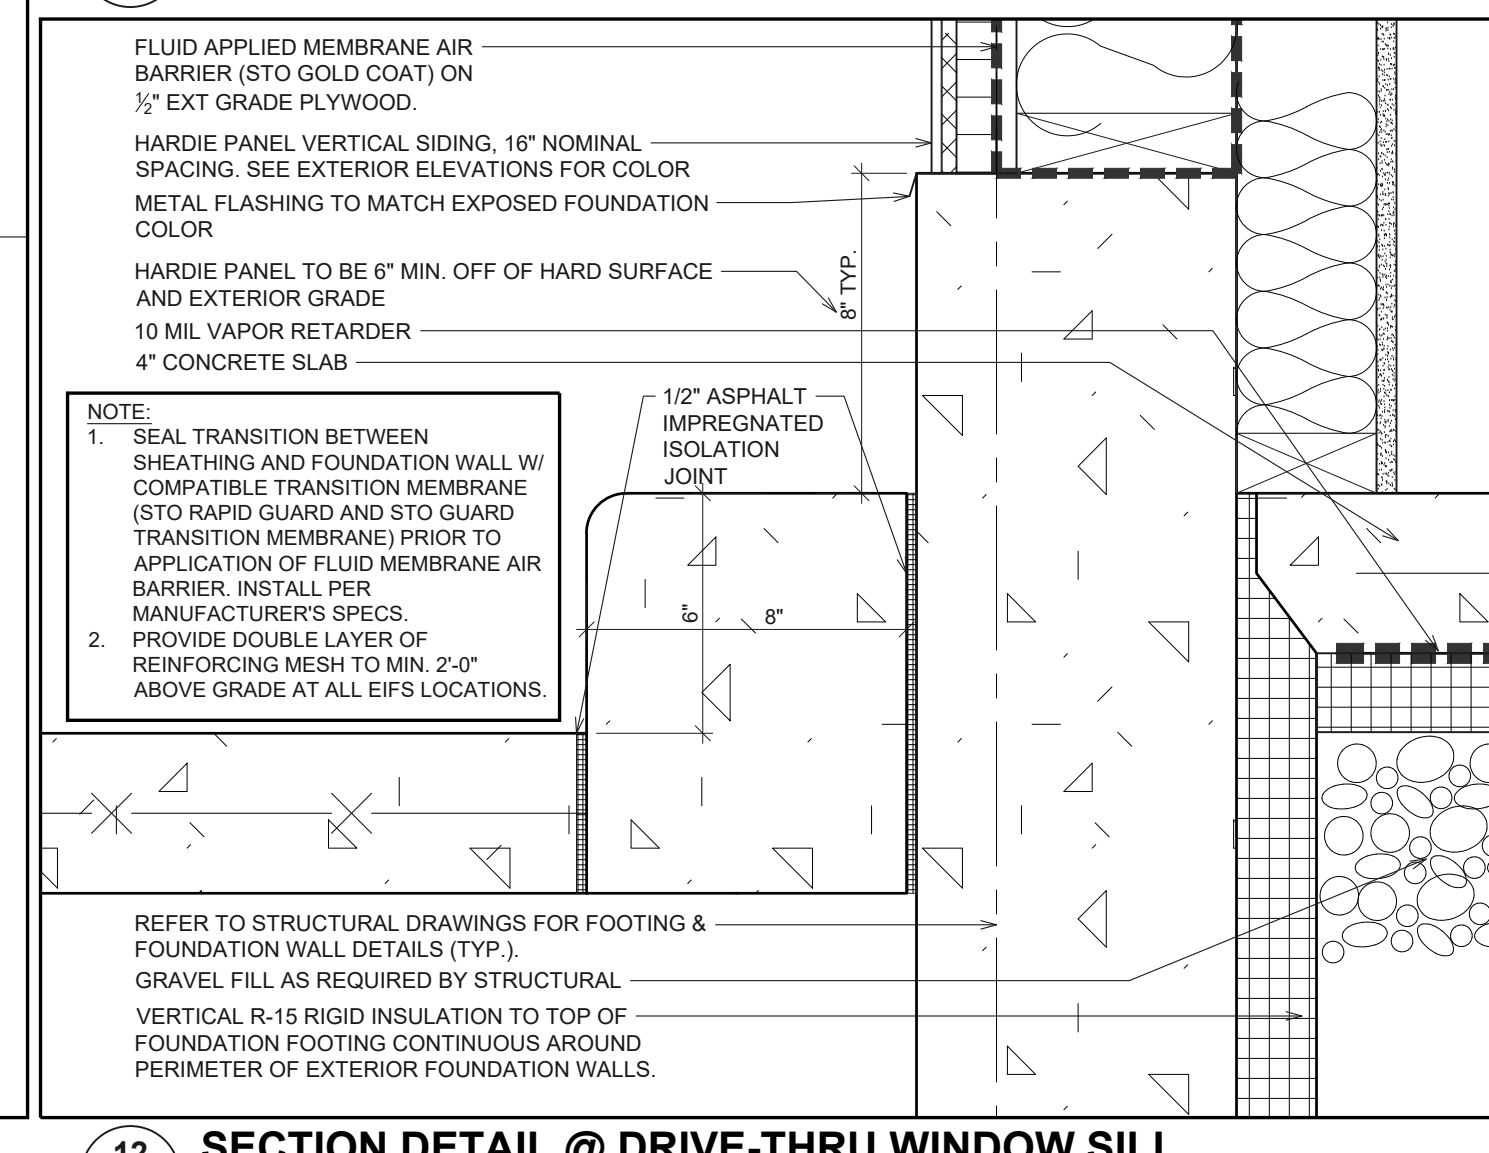 FLUID APPLIED MEMBRANE AIR
BARRIER (STO GOLD COAT) ON
½" EXT GRADE PLYWOOD.
HARDIE PANEL VERTICAL SIDING, 16" NOMINAL
SPACING. SEE EXTERIOR ELEVATIONS FOR COLOR
METAL FLASHING TO MATCH EXPOSED FOUNDATION
COLOR
HARDIE PANEL TO BE 6" MIN. OFF OF HARD SURFACE
AND EXTERIOR GRADE
8" TYP.
10 MIL VAPOR RETARDER
4" CONCRETE SLAB
1/2" ASPHALT
IMPREGNATED
ISOLATION
JOINT
NOTE:
1. SEAL TRANSITION BETWEEN
SHEATHING AND FOUNDATION WALL W/
COMPATIBLE TRANSITION MEMBRANE
(STO RAPID GUARD AND STO GUARD
TRANSITION MEMBRANE) PRIOR TO
APPLICATION OF FLUID MEMBRANE AIR
BARRIER. INSTALL PER
MANUFACTURER'S SPECS.
2. PROVIDE DOUBLE LAYER OF
REINFORCING MESH TO MIN. 2'-0"
ABOVE GRADE AT ALL EIFS LOCATIONS.
6"
8"
REFER TO STRUCTURAL DRAWINGS FOR FOOTING &
FOUNDATION WALL DETAILS (TYP.).
GRAVEL FILL AS REQUIRED BY STRUCTURAL
VERTICAL R-15 RIGID INSULATION TO TOP OF
FOUNDATION FOOTING CONTINUOUS AROUND
PERIMETER OF EXTERIOR FOUNDATION WALLS.
12 SECTION DETAIL @ DRIVE-THRU WINDOW SILL